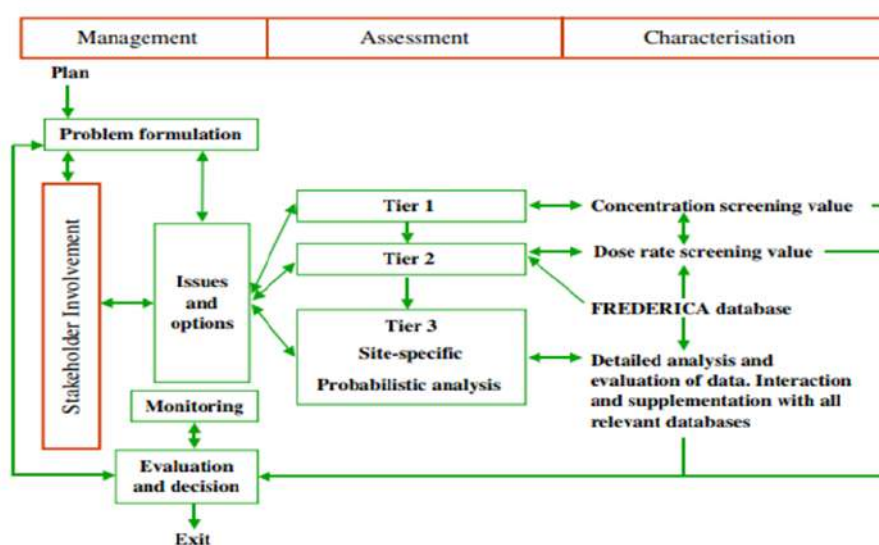 Management
Assessment
Characterisation
Plan
Problem formulation
Stakeholder Involvement
Issues
and
options
Tier 1
Tier 2
Tier 3
Site-specific
Probabilistic analysis
Concentration screening value
Dose rate screening value
FREDERICA database
Detailed analysis and
evaluation of data. Interaction
and supplementation with all
relevant databases
Monitoring
Evaluation
and decision
Exit